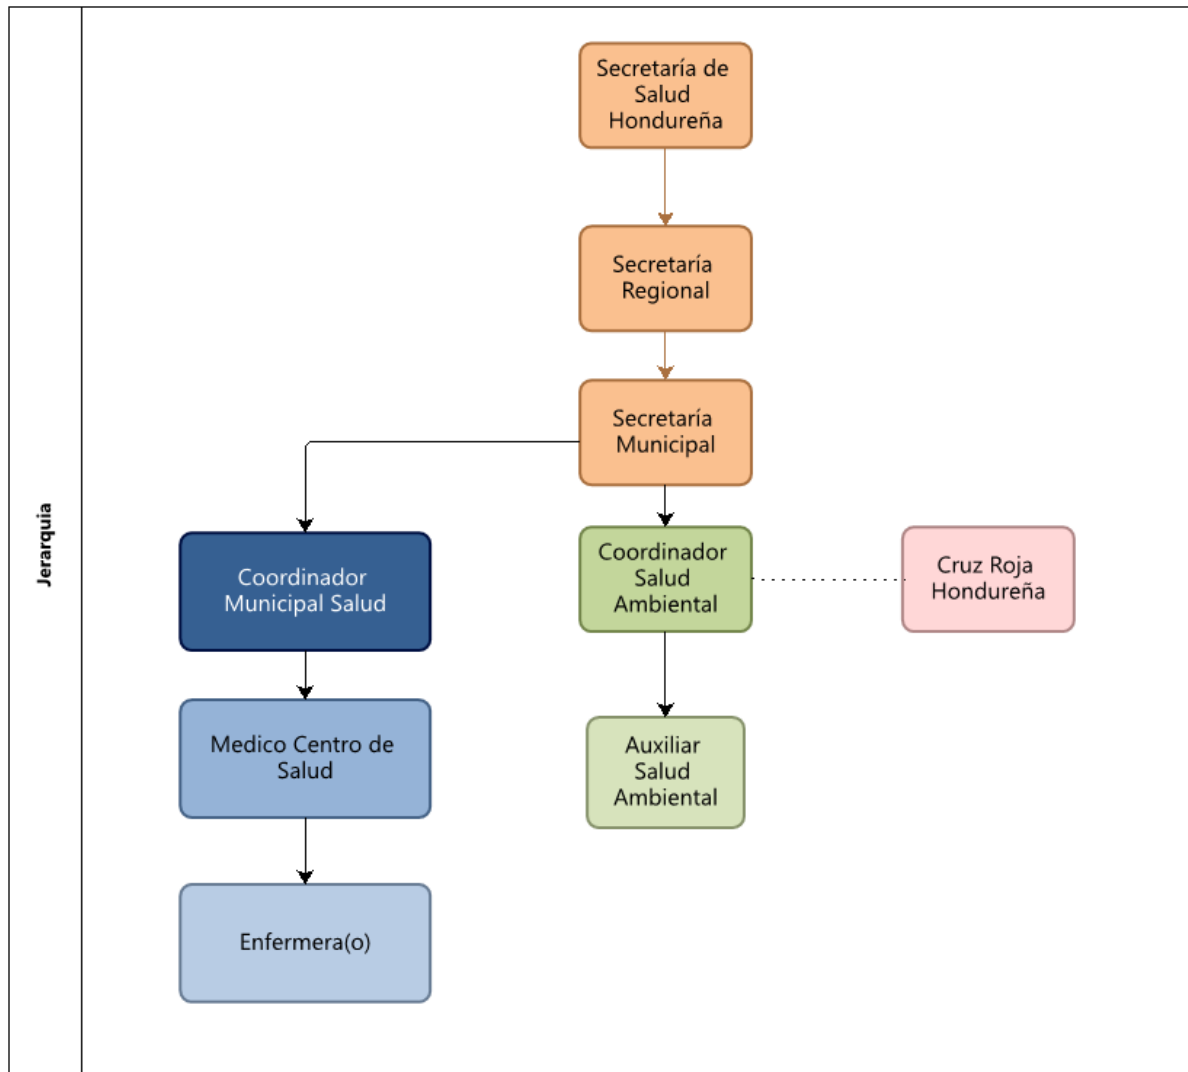 Jerarquia
Secretaría de
Salud
Hondureña
Secretaría
Regional
Secretaría
Municipal
Coordinador
Municipal Salud
Coordinador
Salud
Ambiental
Cruz Roja
Hondureña
Medico Centro de
Salud
Auxiliar
Salud
Ambiental
Enfermera(o)